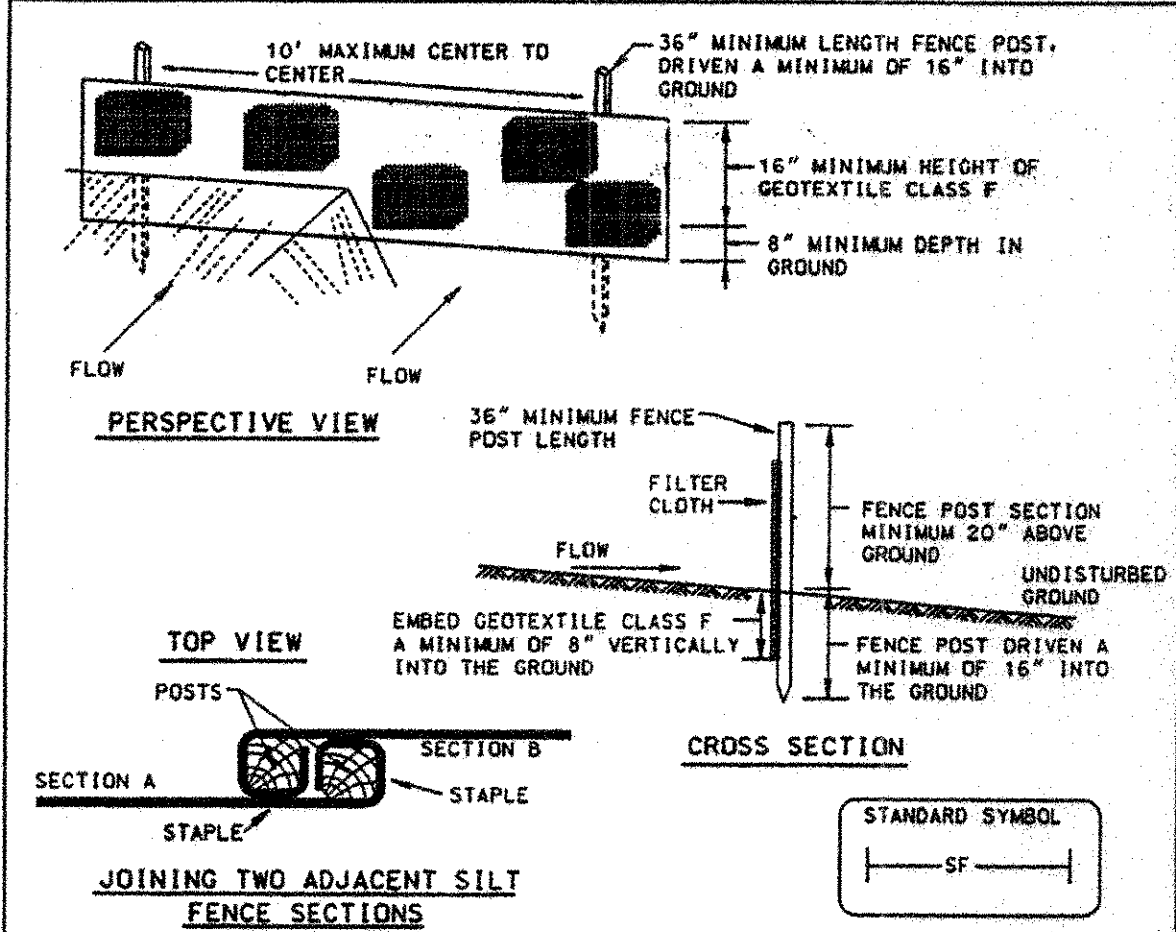 10' MAXIMUM CENTER TO
CENTER
36" MINIMUM LENGTH FENCE POST,
DRIVEN A MINIMUM OF 16" INTO
GROUND
16" MINIMUM HEIGHT OF
GEOTEXTILE CLASS F
8" MINIMUM DEPTH IN
GROUND
FLOW
FLOW
PERSPECTIVE VIEW
36" MINIMUM FENCE
POST LENGTH
FILTER
CLOTH
FENCE POST SECTION
MINIMUM 20" ABOVE
GROUND
FLOW
UNDISTURBED
GROUND
EMBED GEOTEXTILE CLASS F
A MINIMUM OF 8" VERTICALLY
INTO THE GROUND
FENCE POST DRIVEN A
MINIMUM OF 16" INTO
THE GROUND
CROSS SECTION
TOP VIEW
POSTS
SECTION B
SECTION A
STAPLE
STAPLE
JOINING TWO ADJACENT SILT
FENCE SECTIONS
STANDARD SYMBOL
SF